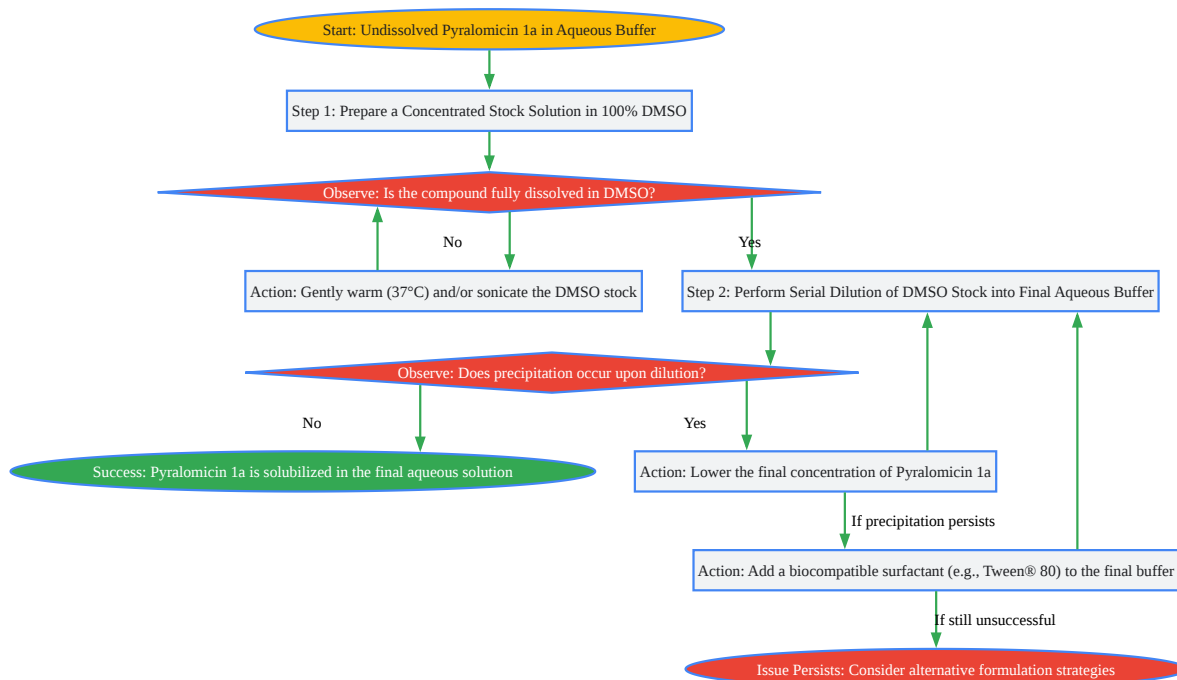 Start: Undissolved Pyralomicin 1a in Aqueous Buffer
Step 1: Prepare a Concentrated Stock Solution in 100% DMSO
Observe: Is the compound fully dissolved in DMSO?
No
Yes
Action: Gently warm (37°C) and/or sonicate the DMSO stock
Step 2: Perform Serial Dilution of DMSO Stock into Final Aqueous Buffer
Observe: Does precipitation occur upon dilution?
No
Yes
Success: Pyralomicin 1a is solubilized in the final aqueous solution
Action: Lower the final concentration of Pyralomicin 1a
If precipitation persists
Action: Add a biocompatible surfactant (e.g., Tween® 80) to the final buffer
If still unsuccessful
Issue Persists: Consider alternative formulation strategies